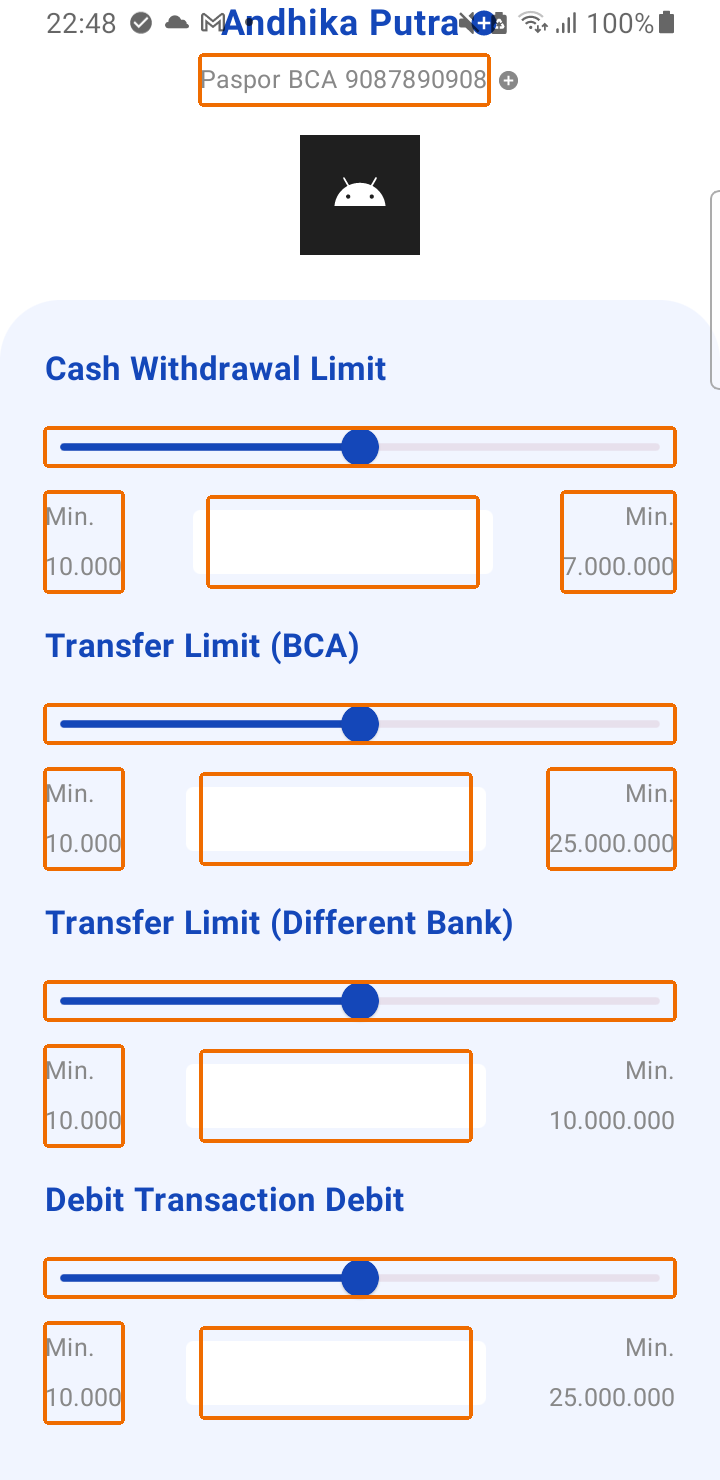 22:48 Andhika Putra 100%
Paspor BCA 9087890908
Cash Withdrawal Limit
Min. Min.
10.000 7.000.000
Transfer Limit (BCA)
Min. Min.
10.000 25.000.000
Transfer Limit (Different Bank)
Min. Min.
10.000 10.000.000
Debit Transaction Debit
Min. Min.
10.000 25.000.000